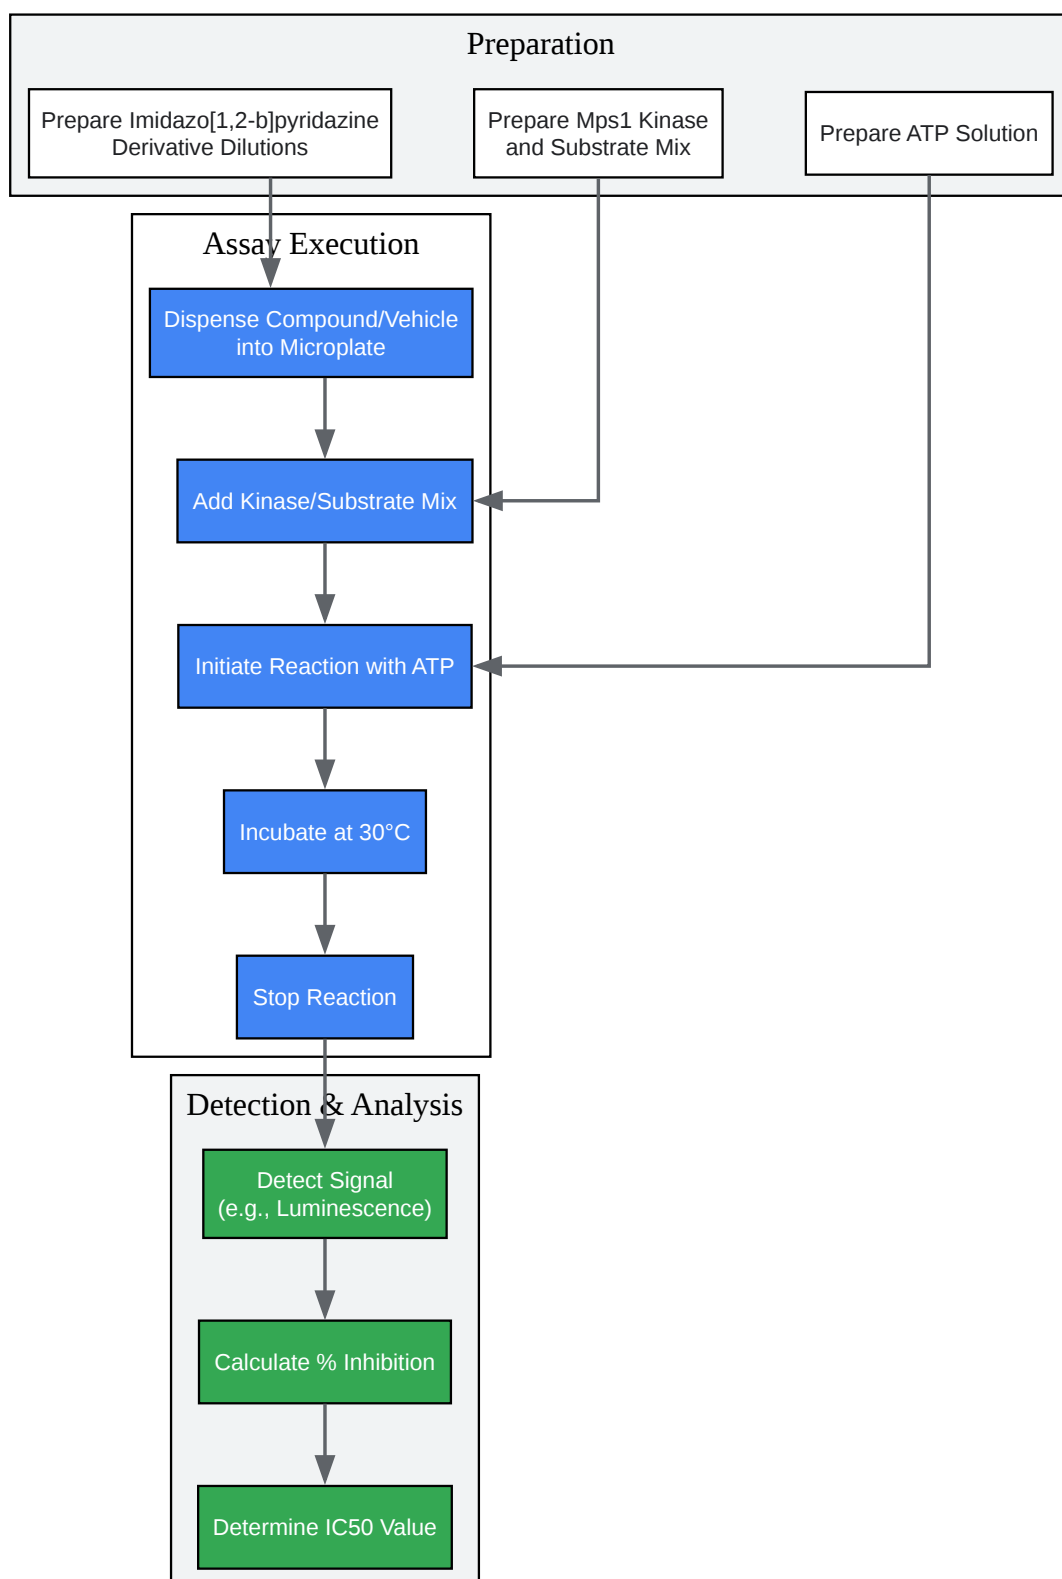 Preparation
Prepare Imidazo[1,2-b]pyridazine
Derivative Dilutions
Prepare Mps1 Kinase
and Substrate Mix
Prepare ATP Solution
Assay Execution
Dispense Compound/Vehicle
into Microplate
Add Kinase/Substrate Mix
Initiate Reaction with ATP
Incubate at 30°C
Stop Reaction
Detection & Analysis
Detect Signal
(e.g., Luminescence)
Calculate % Inhibition
Determine IC50 Value